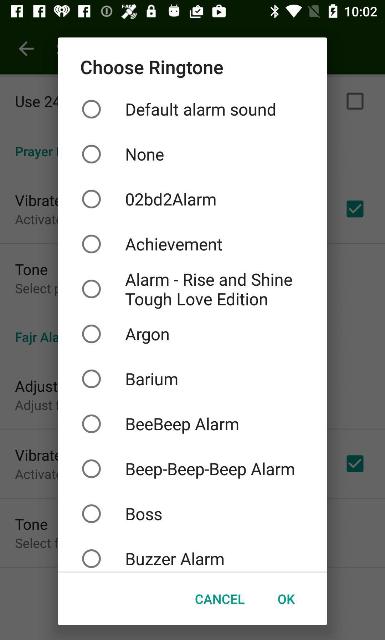 10:02
Choose Ringtone
Use 24
Default alarm sound
Prayer
None
Vibrate
Activat
02bd2Alarm
Achievement
Tone
Select
Alarm - Rise and Shine
Tough Love Edition
Fajr Ala
Argon
Adjust
Adjust
Barium
BeeBeep Alarm
Vibrate
Activat
Beep-Beep-Beep Alarm
Tone
Select
Boss
Buzzer Alarm
CANCEL OK